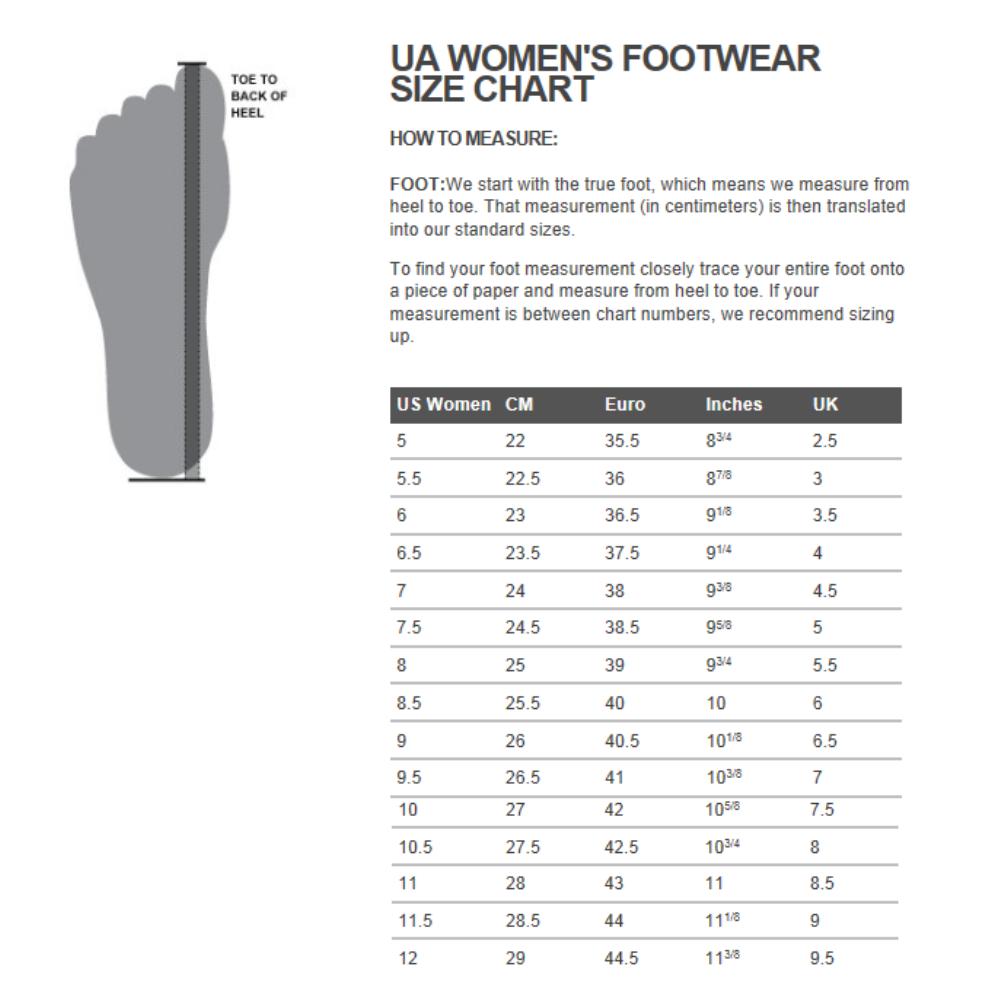 TOE TO
BACK OF
HEEL
UA WOMEN'S FOOTWEAR
SIZE CHART
HOW TO MEASURE:
FOOT:We start with the true foot, which means we measure from
heel to toe. That measurement (in centimeters) is then translated
into our standard sizes.
To find your foot measurement closely trace your entire foot onto
a piece of paper and measure from heel to toe. If your
measurement is between chart numbers, we recommend sizing
up.
US Women CM Euro Inches UK
5 22 35.5 8 3/4 2.5
5.5 22.5 36 8 7/8 3
6 23 36.5 9 1/8 3.5
6.5 23.5 37.5 9 1/4 4
7 24 38 9 3/8 4.5
7.5 24.5 38.5 9 5/8 5
8 25 39 9 3/4 5.5
8.5 25.5 40 10 6
9 26 40.5 10 1/8 6.5
9.5 26.5 41 10 3/8 7
10 27 42 10 5/8 7.5
10.5 27.5 42.5 10 3/4 8
11 28 43 11 8.5
11.5 28.5 44 11 1/8 9
12 29 44.5 11 3/8 9.5